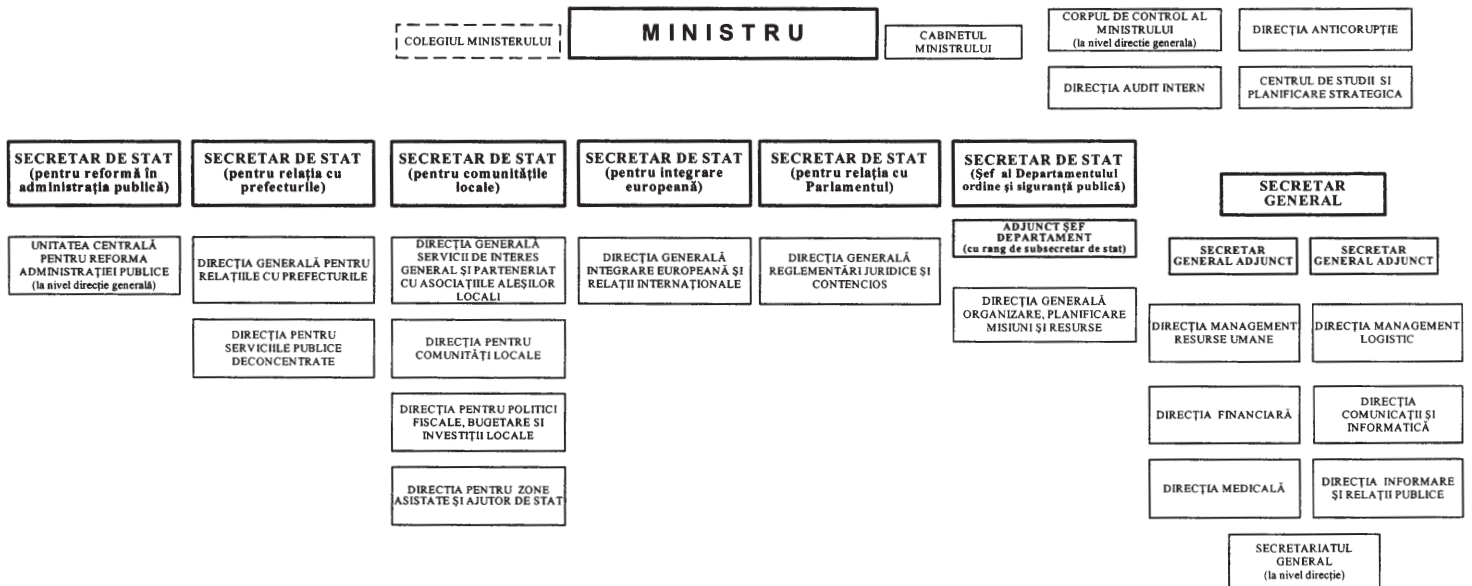 COLEGIUL MINISTERULUI
MINISTRU
CABINETUL
MINISTRULUI
CORPUL DE CONTROL AL
MINISTRULUI
(la nivel directie generala)
DIRECȚIA ANTICORUPȚIE
DIRECȚIA AUDIT INTERN
CENTRUL DE STUDII SI
PLANIFICARE STRATEGICA
SECRETAR DE STAT
(pentru reformă în
administrația publică)
SECRETAR DE STAT
(pentru relația cu
prefecturile)
SECRETAR DE STAT
(pentru comunitățile
locale)
SECRETAR DE STAT
(pentru integrare
europeană)
SECRETAR DE STAT
(pentru relația cu
Parlamentul)
SECRETAR DE STAT
(Șef al Departamentului
ordine și siguranță publică)
SECRETAR
GENERAL
UNITATEA CENTRALĂ
PENTRU REFORMA
ADMINISTRAȚIEI PUBLICE
(la nivel direcție generală)
DIRECȚIA GENERALĂ PENTRU
RELAȚIILE CU PREFECTURILE
DIRECȚIA PENTRU
SERVICIILE PUBLICE
DECONCENTRATE
DIRECȚIA GENERALĂ
SERVICII DE INTERES
GENERAL ȘI PARTENERIAT
CU ASOCIAȚIILE ALEȘILOR
LOCALI
DIRECȚIA PENTRU
COMUNITĂȚI LOCALE
DIRECȚIA PENTRU POLITICI
FISCALE, BUGETARE SI
INVESTIȚII LOCALE
DIRECTIA PENTRU ZONE
ASISTATE ȘI AJUTOR DE STAT
DIRECȚIA GENERALĂ
INTEGRARE EUROPEANĂ ȘI
RELAȚII INTERNAȚIONALE
DIRECȚIA GENERALĂ
REGLEMENTĂRI JURIDICE ȘI
CONTENCIOS
ADJUNCT ȘEF
DEPARTAMENT
(cu rang de subsecretar de stat)
DIRECȚIA GENERALĂ
ORGANIZARE, PLANIFICARE
MISIUNI ȘI RESURSE
SECRETAR
GENERAL ADJUNCT
SECRETAR
GENERAL ADJUNCT
DIRECȚIA MANAGEMENT
RESURSE UMANE
DIRECȚIA MANAGEMENT
LOGISTIC
DIRECȚIA FINANCIARĂ
DIRECȚIA
COMUNICAȚII ȘI
INFORMATICĂ
DIRECȚIA MEDICALĂ
DIRECȚIA INFORMARE
ȘI RELAȚII PUBLICE
SECRETARIATUL
GENERAL
(la nivel direcție)